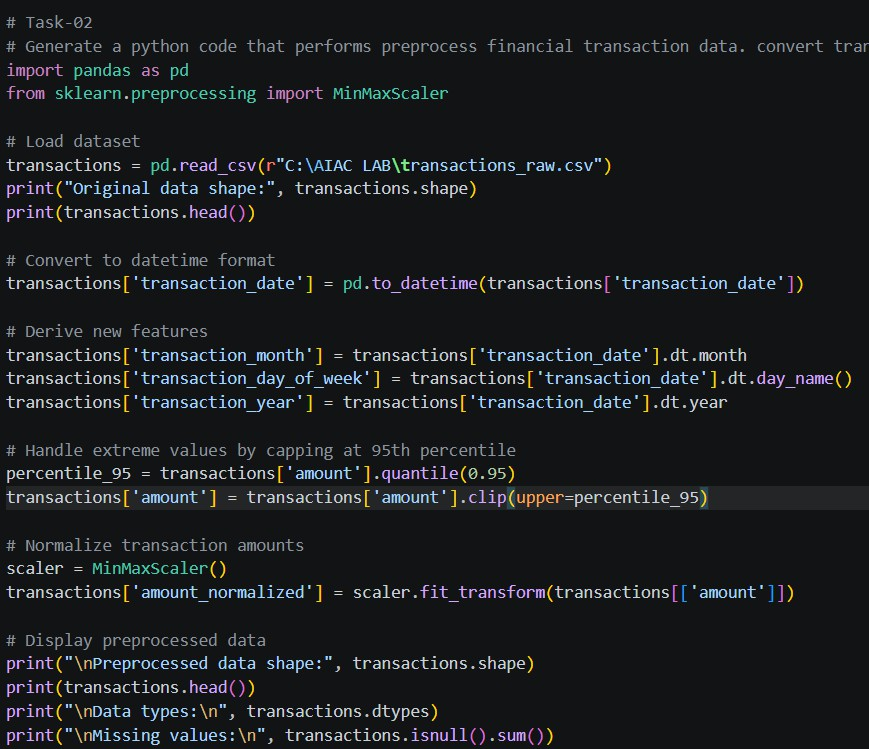 # Task-02
# Generate a python code that performs preprocess financial transaction data. convert tran
import pandas as pd
from sklearn.preprocessing import MinMaxScaler
# Load dataset
transactions = pd.read_csv(r"C:\AIAC LAB\transactions_raw.csv")
print("Original data shape:", transactions.shape)
print(transactions.head())
# Convert to datetime format
transactions['transaction_date'] = pd.to_datetime(transactions['transaction_date'])
# Derive new features
transactions['transaction_month'] = transactions['transaction_date'].dt.month
transactions['transaction_day_of_week'] = transactions['transaction_date'].dt.day_name()
transactions['transaction_year'] = transactions['transaction_date'].dt.year
# Handle extreme values by capping at 95th percentile
percentile_95 = transactions['amount'].quantile(0.95)
transactions['amount'] = transactions['amount'].clip(upper=percentile_95)
# Normalize transaction amounts
scaler = MinMaxScaler()
transactions['amount_normalized'] = scaler.fit_transform(transactions[['amount']])
# Display preprocessed data
print("\nPreprocessed data shape:", transactions.shape)
print(transactions.head())
print("\nData types:\n", transactions.dtypes)
print("\nMissing values:\n", transactions.isnull().sum())